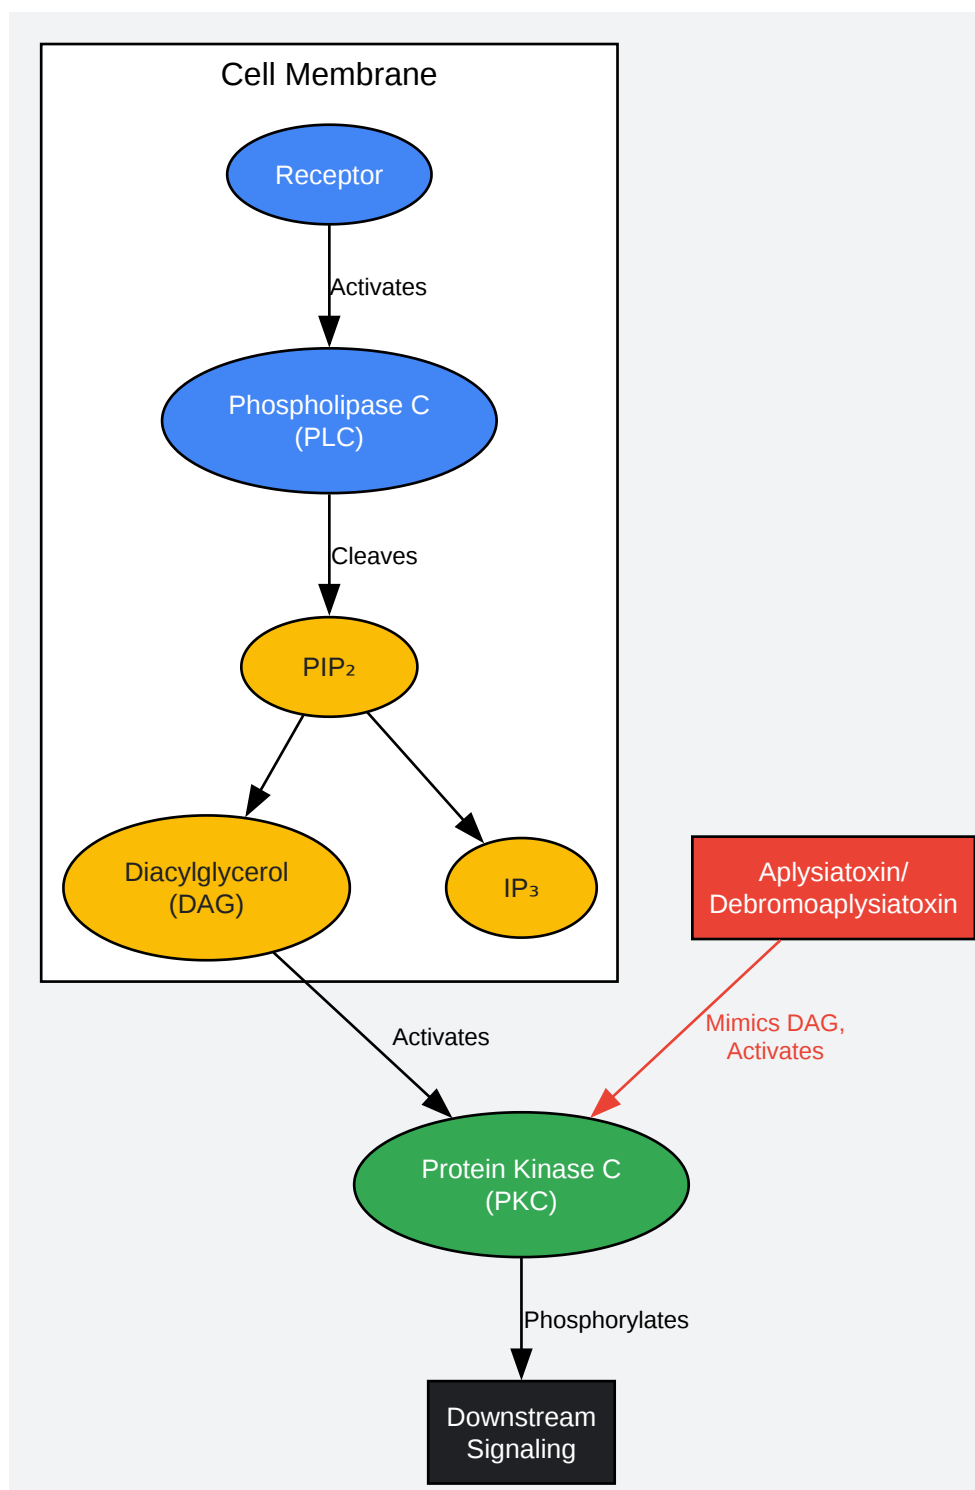 Cell Membrane
Receptor
Activates
Phospholipase C
(PLC)
Cleaves
PIP₂
Diacylglycerol
(DAG)
IP₃
Aplysiatoxin/
Debromoaplysiatoxin
Activates
Mimics DAG,
Activates
Protein Kinase C
(PKC)
Phosphorylates
Downstream
Signaling